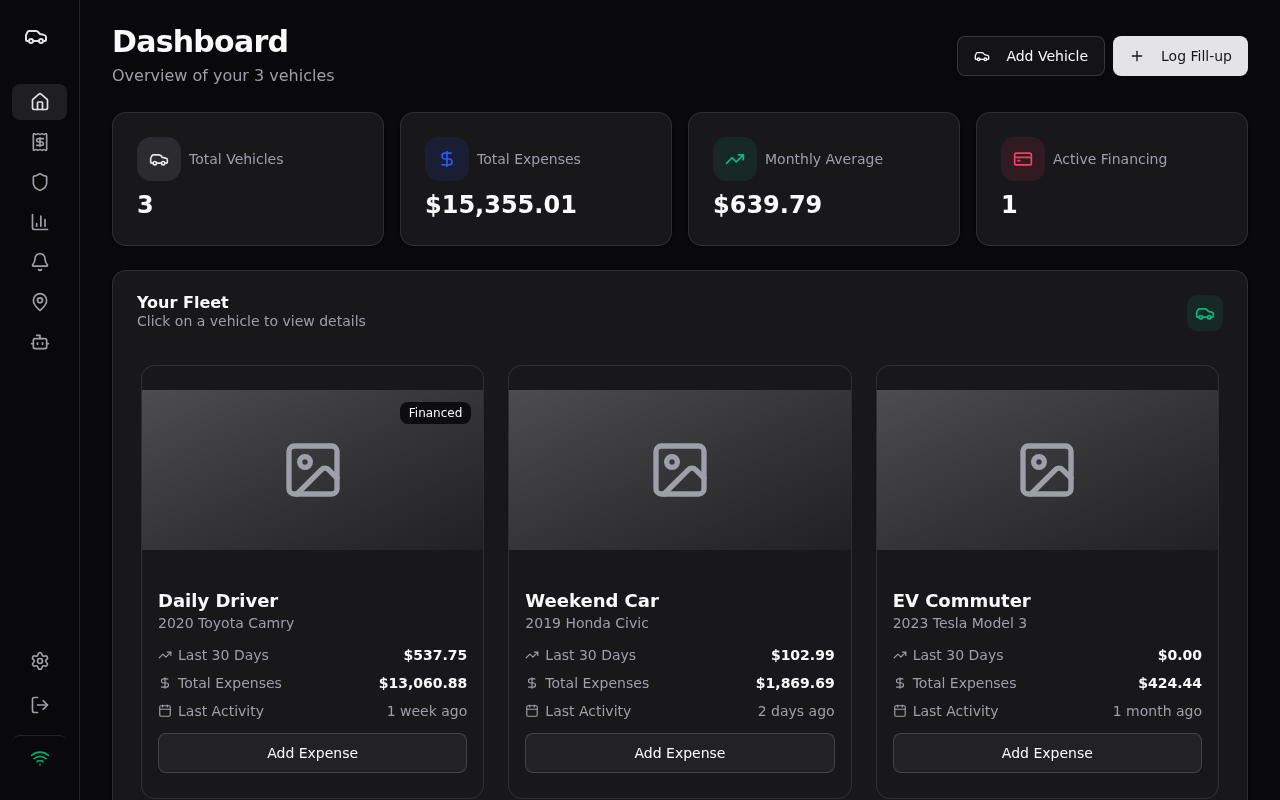 Dashboard
Overview of your 3 vehicles
Add Vehicle
Log Fill-up
Total Vehicles
3
Total Expenses
$15,355.01
Monthly Average
$639.79
Active Financing
1
Your Fleet
Click on a vehicle to view details
Financed
Daily Driver
2020 Toyota Camry
Last 30 Days $537.75
Total Expenses $13,060.88
Last Activity 1 week ago
Add Expense
Weekend Car
2019 Honda Civic
Last 30 Days $102.99
Total Expenses $1,869.69
Last Activity 2 days ago
Add Expense
EV Commuter
2023 Tesla Model 3
Last 30 Days $0.00
Total Expenses $424.44
Last Activity 1 month ago
Add Expense